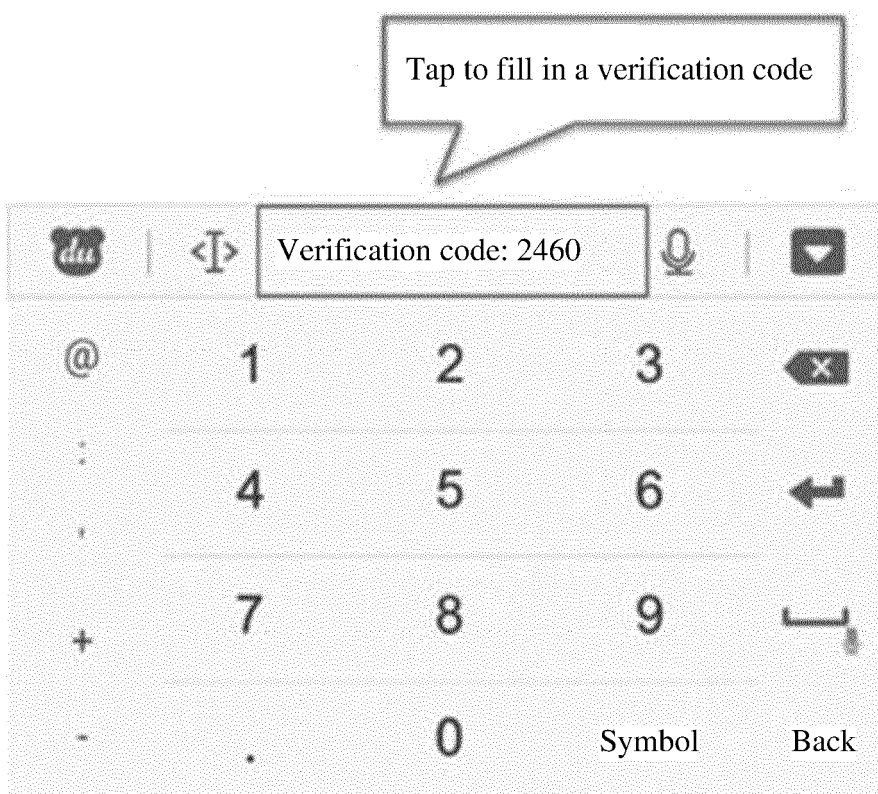 Tap to fill in a verification code
du
<I> Verification code: 2460
@ 1 2 3
:
4 5 6
,
7 8 9
+
- . 0 Symbol Back